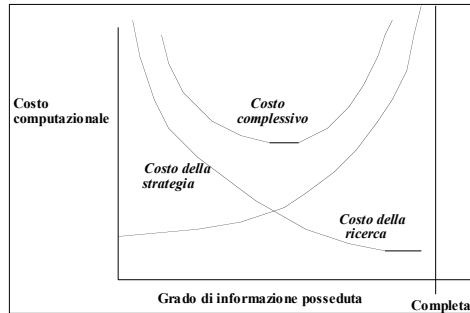 Costo
computazionale
Costo
complessivo
Costo della
strategia
Costo della
ricerca
Grado di informazione posseduta
Completa